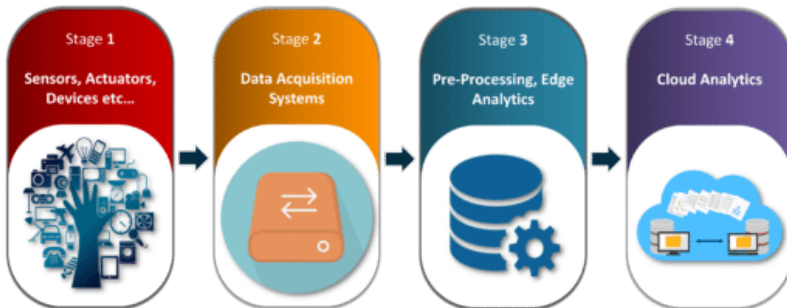 Stage 1
Sensors, Actuators,
Devices etc...
Stage 2
Data Acquisition
Systems
Stage 3
Pre-Processing, Edge
Analytics
Stage 4
Cloud Analytics